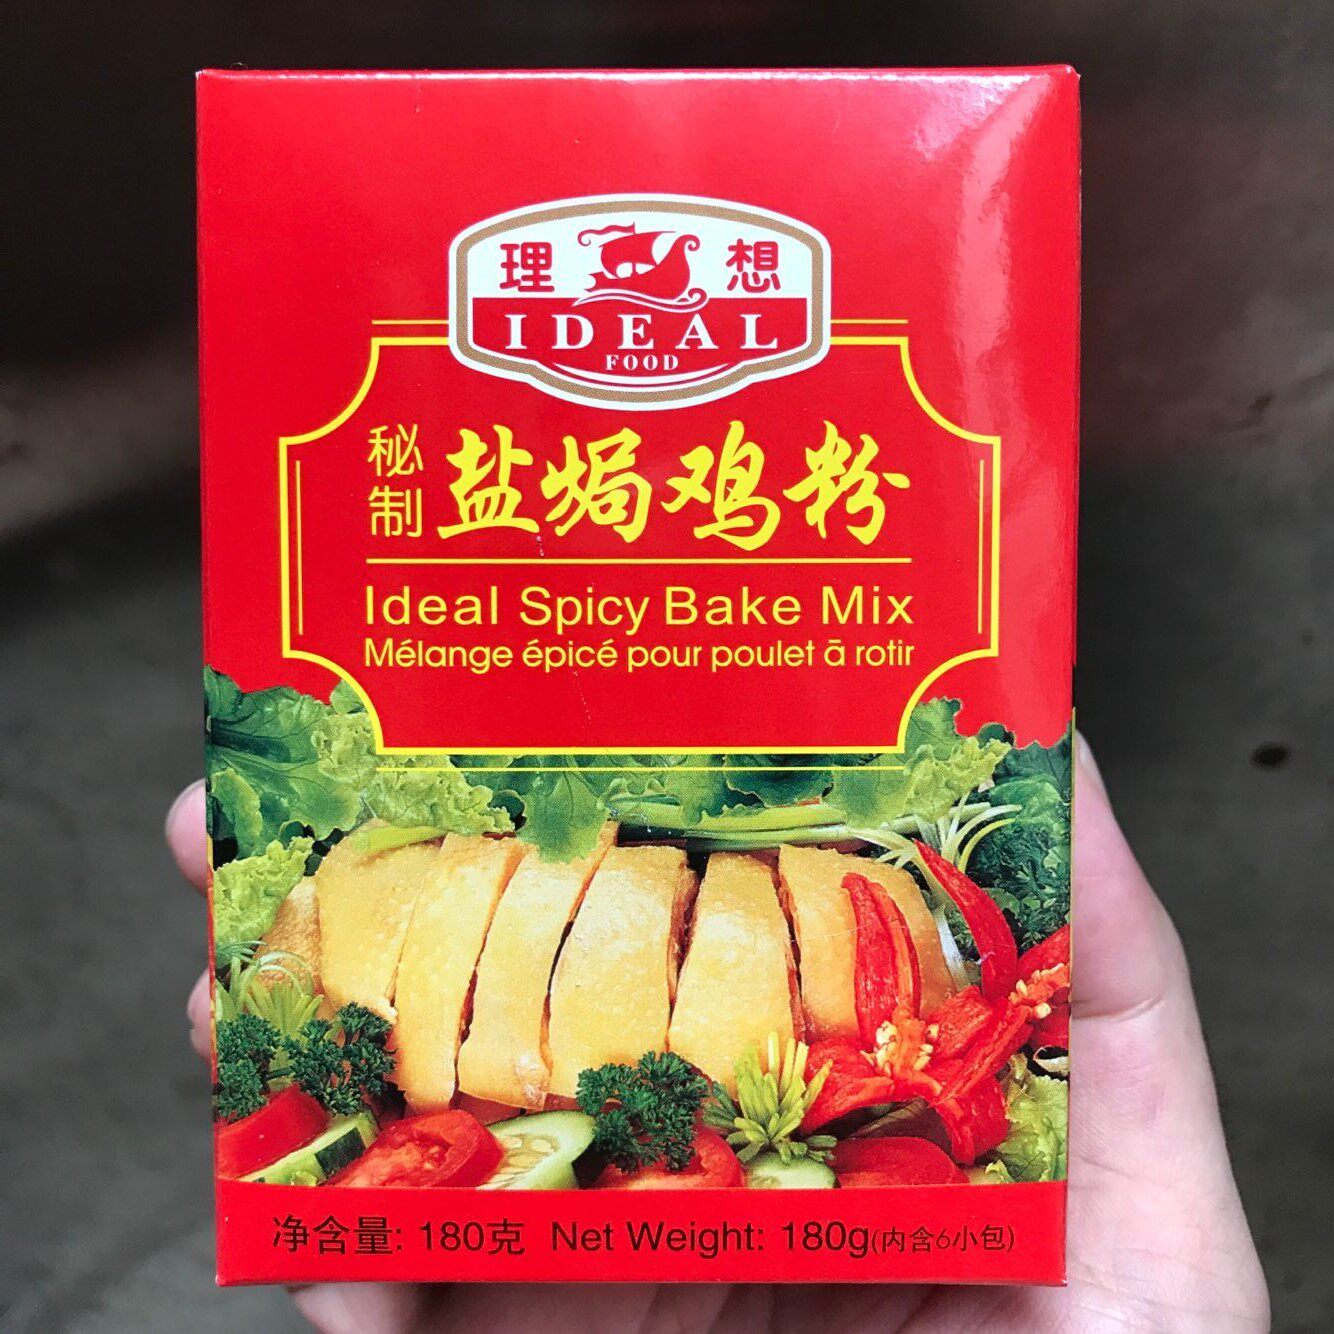 理想
IDEAL
FOOD
秘制
盐焗鸡粉
Ideal Spicy Bake Mix
Mélange épicé pour poulet ā rotir
净含量: 180克 Net Weight: 180g(内含6小包)